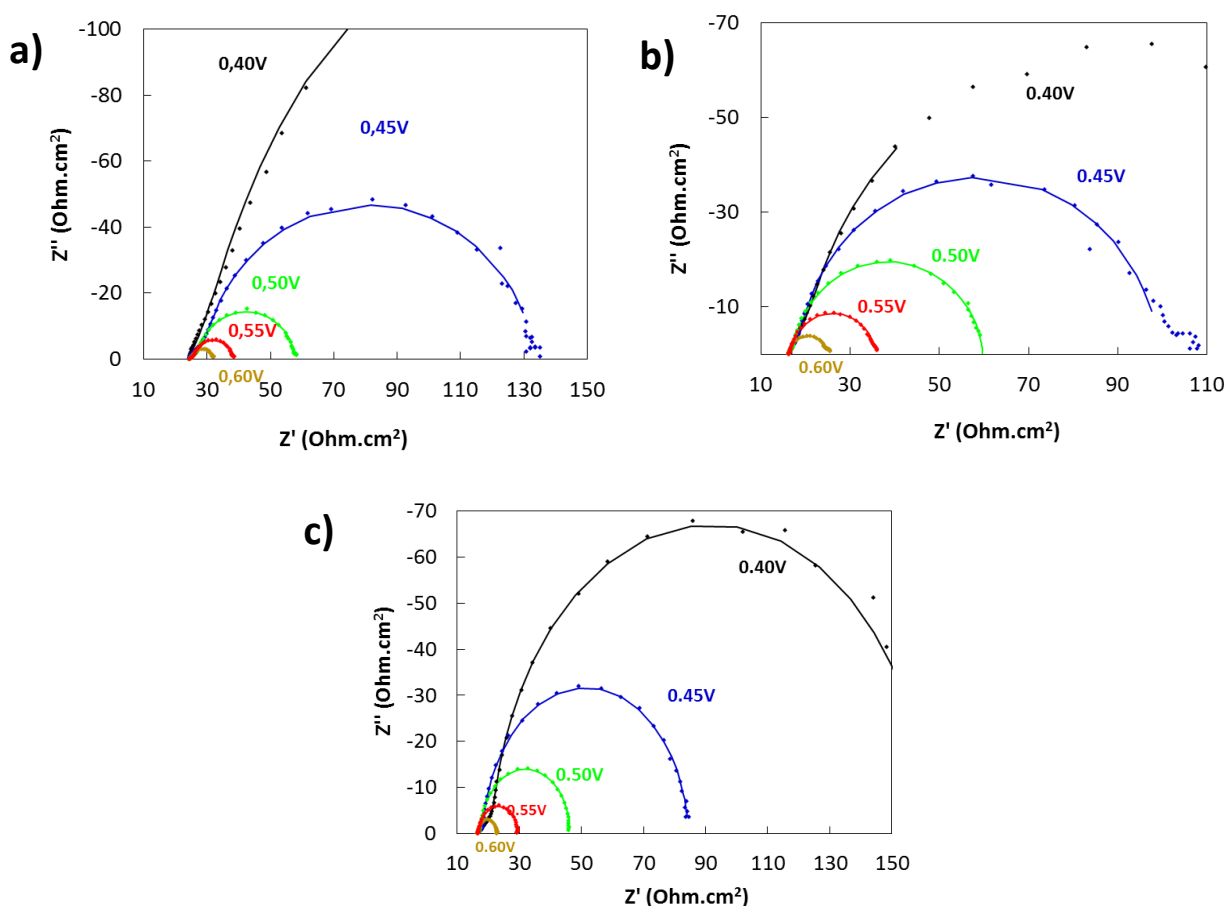 a)
-100
-80
-60
-40
-20
0
Z'' (Ohm.cm²)
0,40V
0,45V
0,50V
0,55V
0,60V
10 30 50 70 90 110 130 150
Z' (Ohm.cm²)
b)
-70
-50
-30
-10
Z'' (Ohm.cm²)
0.40V
0.45V
0.50V
0.55V
0.60V
10 30 50 70 90 110
Z' (Ohm.cm²)
c)
-70
-60
-50
-40
-30
-20
-10
0
Z'' (Ohm.cm²)
0.40V
0.45V
0.50V
0.55V
0.60V
10 30 50 70 90 110 130 150
Z' (Ohm.cm²)